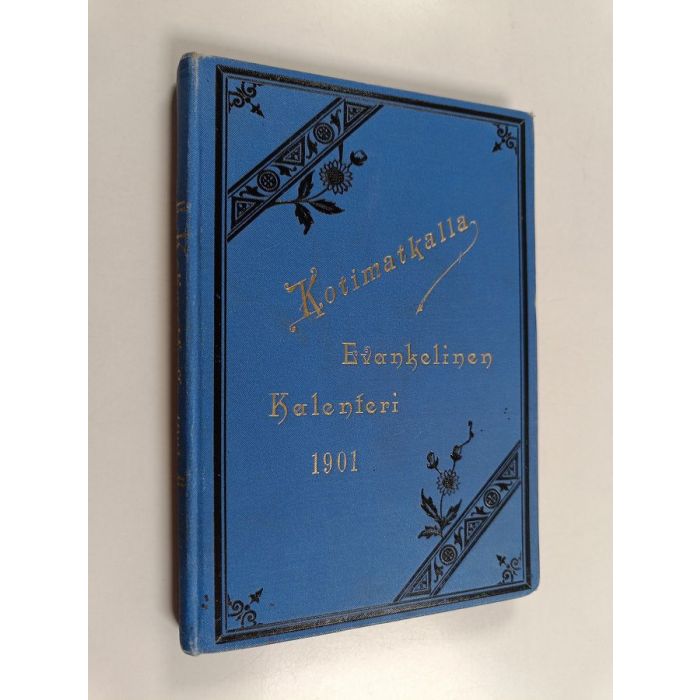 Kotimatkalla
Evankelinen
Kalenteri
1901